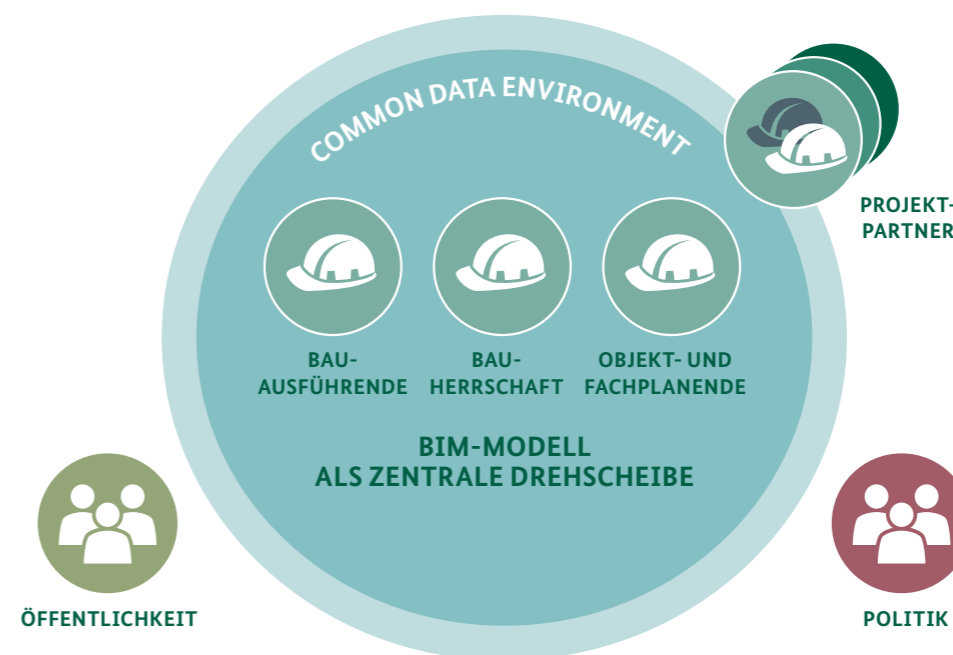 COMMON DATA ENVIRONMENT
PROJEKT-
PARTNER
BAU-
AUSFÜHRENDE
BAU-
HERRSCHAFT
OBJEKT- UND
FACHPLANENDE
BIM-MODELL
ALS ZENTRALE DREHSCHEIBE
ÖFFENTLICHKEIT
POLITIK